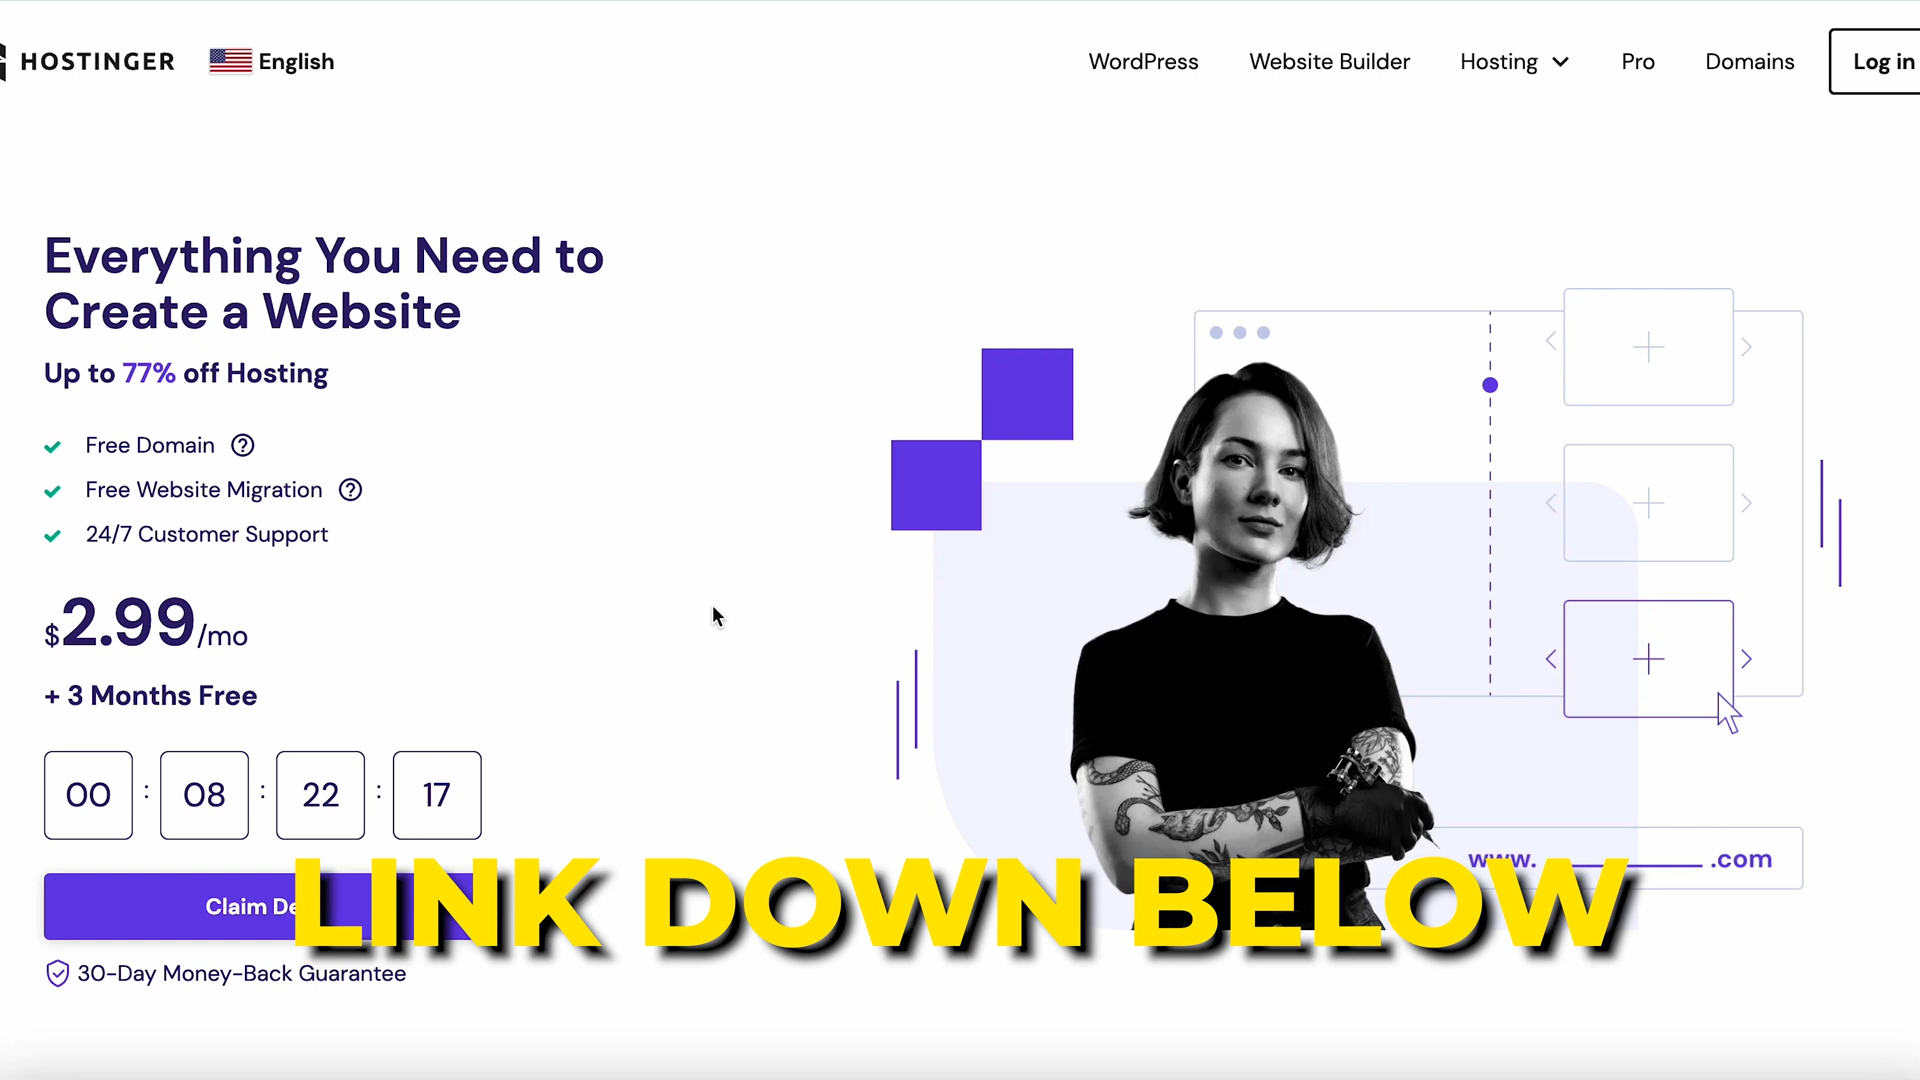 HOSTINGER English WordPress Website Builder Hosting Pro Domains Log in
Everything You Need to
Create a Website
Up to 77% off Hosting
Free Domain
Free Website Migration
24/7 Customer Support
$2.99/mo
+ 3 Months Free
00 : 08 : 22 : 17
www. .com
Claim De
LINK DOWN BELOW
30-Day Money-Back Guarantee